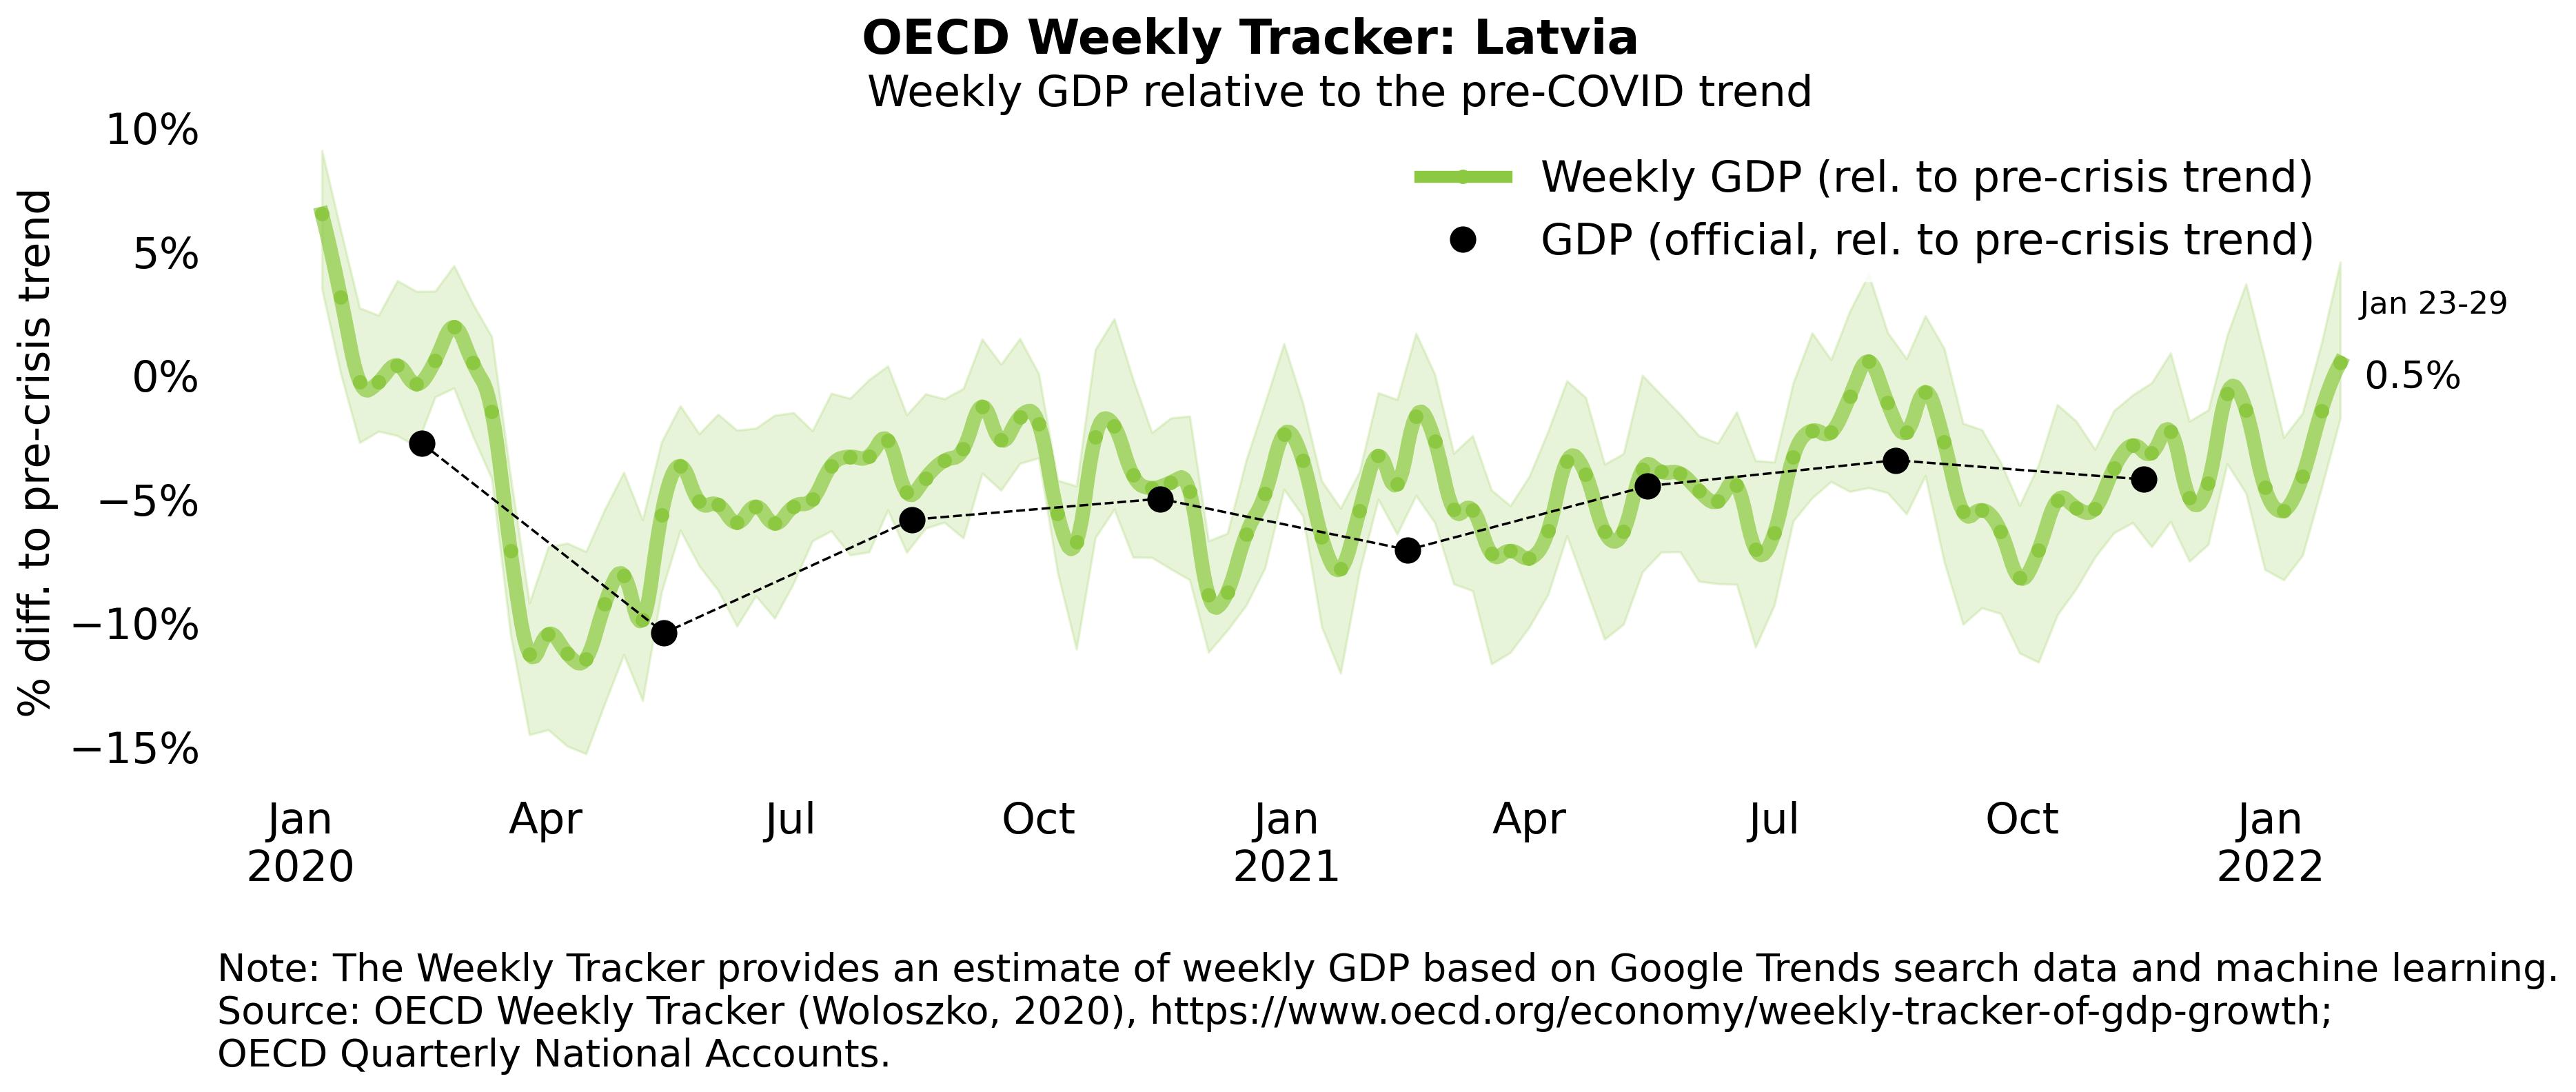 OECD Weekly Tracker: Latvia
Weekly GDP relative to the pre-COVID trend
% diff. to pre-crisis trend
10%
5%
0%
−5%
−10%
−15%
Weekly GDP (rel. to pre-crisis trend)
GDP (official, rel. to pre-crisis trend)
Jan 23-29
0.5%
Jan Apr Jul Oct Jan Apr Jul Oct Jan
2020 2021 2022
Note: The Weekly Tracker provides an estimate of weekly GDP based on Google Trends search data and machine learning.
Source: OECD Weekly Tracker (Woloszko, 2020), https://www.oecd.org/economy/weekly-tracker-of-gdp-growth;
OECD Quarterly National Accounts.